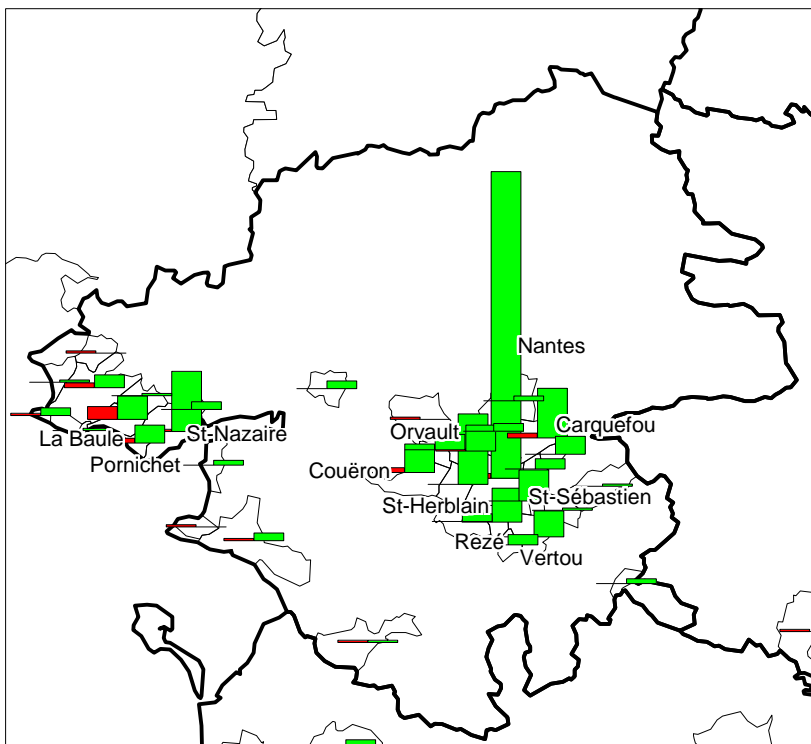 Nantes
Carquefou
Orvault
La Baule
St-Nazaire
Pornichet
Couëron
St-Sébastien
St-Herblain
Rezé
Vertou